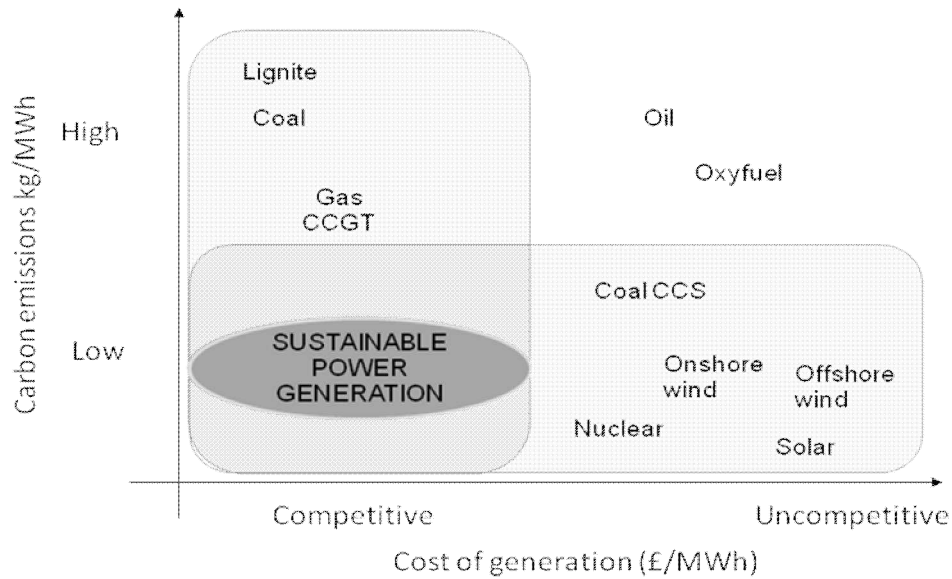 Carbon emissions kg/MWh
High
Low
Lignite
Coal
Gas
CCGT
Oil
Oxyfuel
Coal CCS
SUSTAINABLE
POWER
GENERATION
Onshore
wind
Offshore
wind
Nuclear
Solar
Competitive
Uncompetitive
Cost of generation (£/MWh)